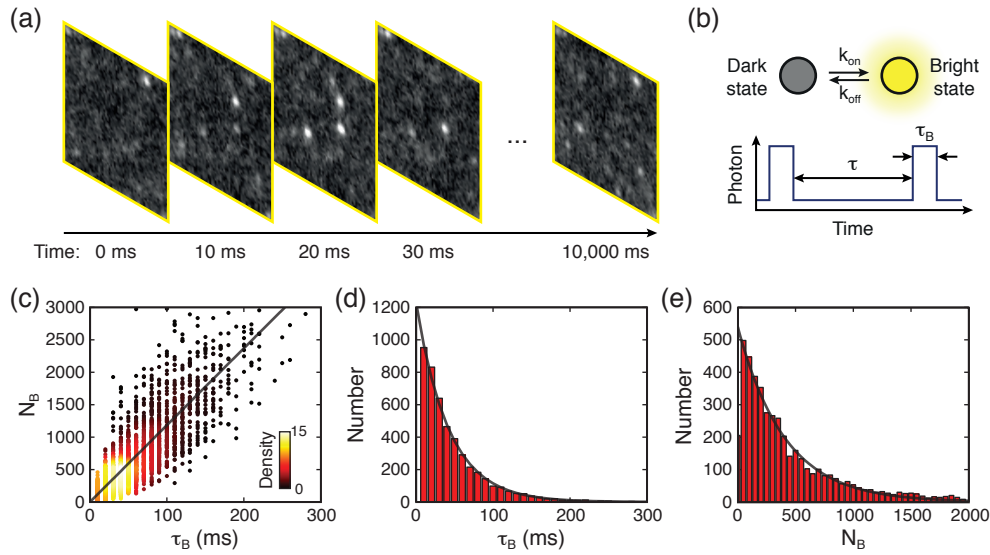 (a)
...
Time: 0 ms 10 ms 20 ms 30 ms 10,000 ms
(b)
Dark state
k_on
k_off
Bright state
τ_B
τ
Photon
Time
(c)
N_B
3000
2500
2000
1500
1000
500
0
0 100 200 300
τ_B (ms)
Density
15
0
(d)
Number
1200
1000
800
600
400
200
0
0 100 200 300
τ_B (ms)
(e)
Number
600
500
400
300
200
100
0
0 500 1000 1500 2000
N_B